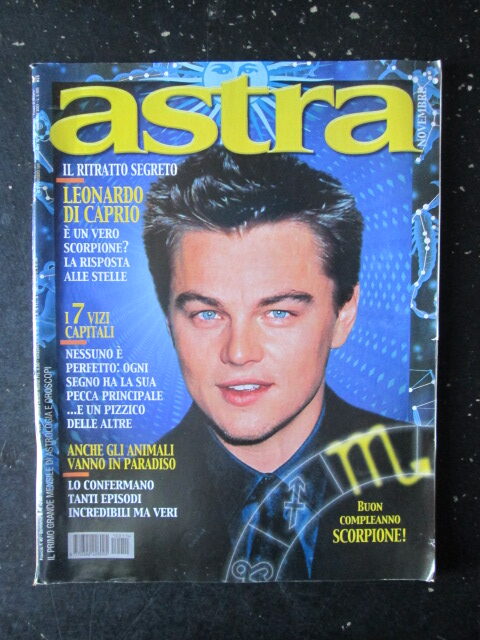 astra
NOVEMBRE
IL RITRATTO SEGRETO
LEONARDO
DI CAPRIO
È UN VERO
SCORPIONE?
LA RISPOSTA
ALLE STELLE
I 7 VIZI
CAPITALI
NESSUNO È
PERFETTO: OGNI
SEGNO HA LA SUA
PECCA PRINCIPALE
...E UN PIZZICO
DELLE ALTRE
ANCHE GLI ANIMALI
VANNO IN PARADISO
LO CONFERMANO
TANTI EPISODI
INCREDIBILI MA VERI
BUON
COMPLEANNO
SCORPIONE!
IL PRIMO GRANDE MENSILE DI ASTROLOGIA E OROSCOPI